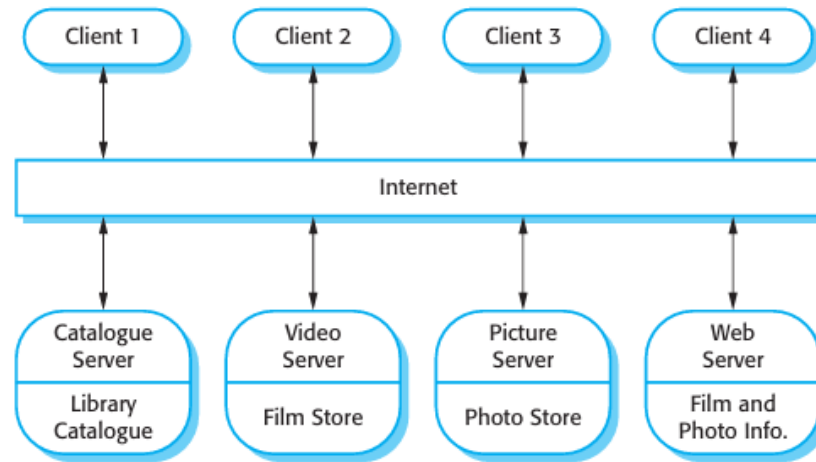 Client 1
Client 2
Client 3
Client 4
Internet
Catalogue
Server
Library
Catalogue
Video
Server
Film Store
Picture
Server
Photo Store
Web
Server
Film and
Photo Info.